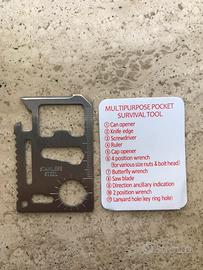 STAINLESS
STEEL
MULTIPURPOSE POCKET
SURVIVAL TOOL
① Can opener
② Knife edge
③ Screwdriver
④ Ruler
⑤ Cap opener
⑥ 4 position wrench
(for various size nuts & bolt head)
⑦ Butterfly wrench
⑧ Saw blade
⑨ Direction ancillary indication
⑩ 2 position wrench
⑪ Lanyard hole( key ring hole)